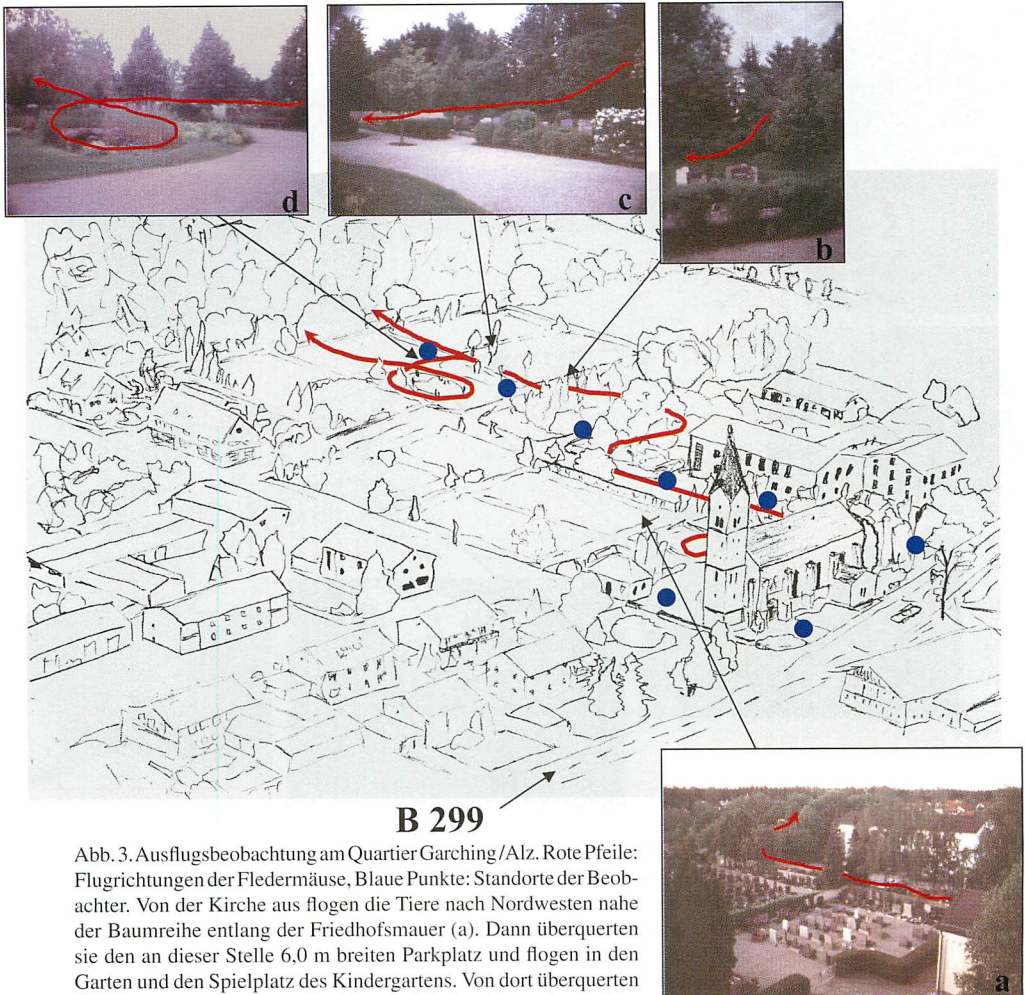 d
c
b
B 299
a
Abb. 3. Ausflugsbeobachtung am Quartier Garching/Alz. Rote Pfeile:
Flugrichtungen der Fledermäuse, Blaue Punkte: Standorte der Beob-
achter. Von der Kirche aus flogen die Tiere nach Nordwesten nahe
der Baumreihe entlang der Friedhofsmauer (a). Dann überquerten
sie den an dieser Stelle 6,0 m breiten Parkplatz und flogen in den
Garten und den Spielplatz des Kindergartens. Von dort überquerten